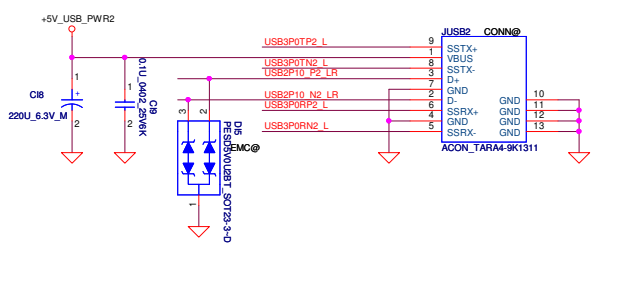 +5V_USB_PWR2
JUSB2 CONN@
USB3P0TP2_L 9 SSTX+
1 VBUS
USB3P0TN2_L 8 SSTX-
USB2P10_P2_LR 3 D+
7 GND
USB2P10_N2_LR 2 D-
USB3P0RP2_L 6 SSRX+
4 GND
USB3P0RN2_L 5 SSRX-
10 GND
11 GND
12 GND
13 GND
ACON_TARA4-9K1311
1
+
CI8
220U_6.3V_M
2
1
2
0.1U_0402_25V6K
CI9
3
2
1
DI5
PESD5V0U2BT_SOT23-3~D
EMC@